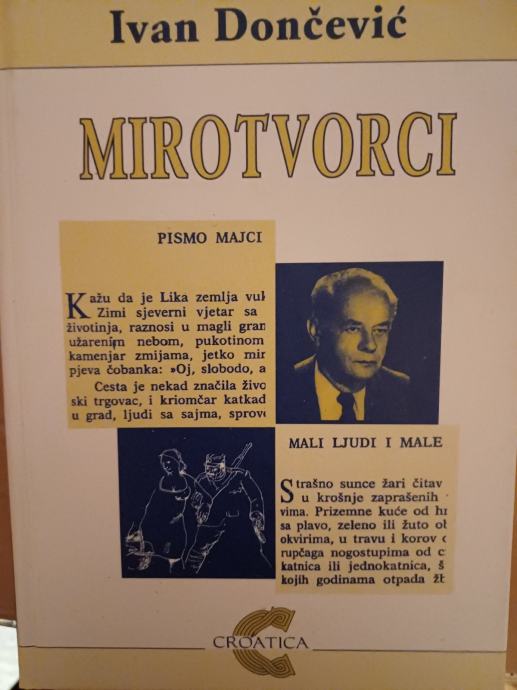 Ivan Dončević
MIROTVORCI
PISMO MAJCI
Kažu da je Lika zemlja vuk
Zimi sjeverni vjetar sa
životinja, raznosi u magli gran
užarenim nebom, pukotinom
kamenjar zmijama, jetko mir
pjeva čobanka: »Oj, slobodo, a
Cesta je nekad značila živo
ski trgovac, i kriomčar katkad
u grad, ljudi sa sajma, sprov
MALI LJUDI I MALE
Strašno sunce žari čitav
u krošnje zaprašenih
vima. Prizemne kuće od
sa plavo, zeleno ili žuto ob
okvirima, u travu i korov
rupčaga nogostupima od
katnica ili jednokatnica, š
kojih godinama otpada žb
CROATICA